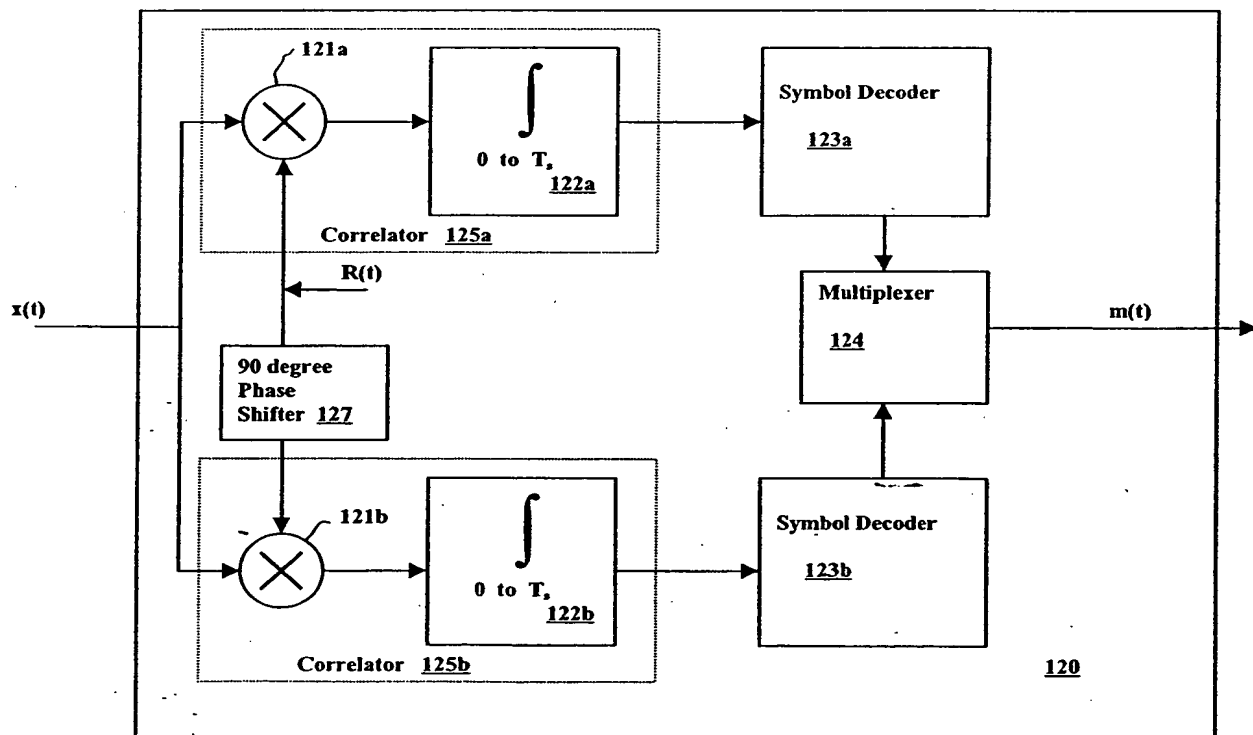 121a
∫
0 to Tₛ
122a
Correlator 125a
Symbol Decoder
123a
R(t)
x(t)
90 degree
Phase
Shifter 127
Multiplexer
124
m(t)
121b
∫
0 to Tₛ
122b
Correlator 125b
Symbol Decoder
123b
120